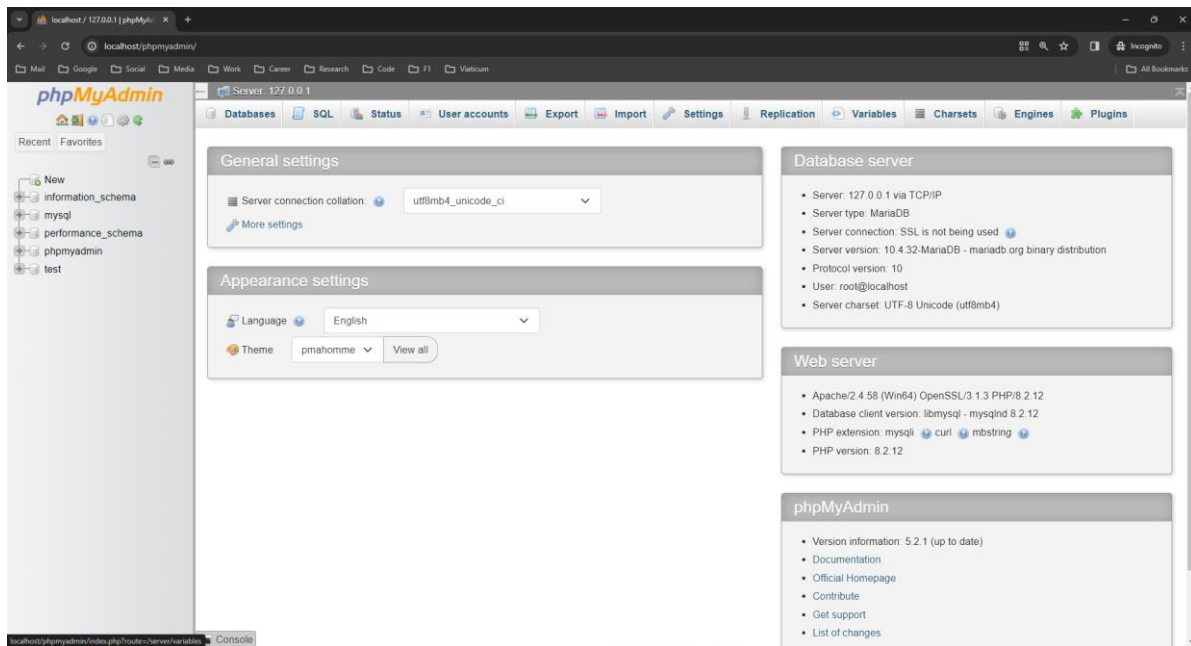 localhost / 127.0.0.1 | phpMyAd
localhost/phpmyadmin/
Incognito
Mail Google Social Media Work Career Research Code F1 Viaticum All Bookmarks
phpMyAdmin
Recent Favorites
New
information_schema
mysql
performance_schema
phpmyadmin
test
Server: 127.0.0.1
Databases SQL Status User accounts Export Import Settings Replication Variables Charsets Engines Plugins
General settings
Server connection collation: utf8mb4_unicode_ci
More settings
Appearance settings
Language English
Theme pmahomme View all
Database server
• Server: 127.0.0.1 via TCP/IP
• Server type: MariaDB
• Server connection: SSL is not being used
• Server version: 10.4.32-MariaDB - mariadb.org binary distribution
• Protocol version: 10
• User: root@localhost
• Server charset: UTF-8 Unicode (utf8mb4)
Web server
• Apache/2.4.58 (Win64) OpenSSL/3.1.3 PHP/8.2.12
• Database client version: libmysql - mysqlnd 8.2.12
• PHP extension: mysqli curl mbstring
• PHP version: 8.2.12
phpMyAdmin
• Version information: 5.2.1 (up to date)
• Documentation
• Official Homepage
• Contribute
• Get support
• List of changes
localhost/phpmyadmin/index.php?route=/server/variables
Console